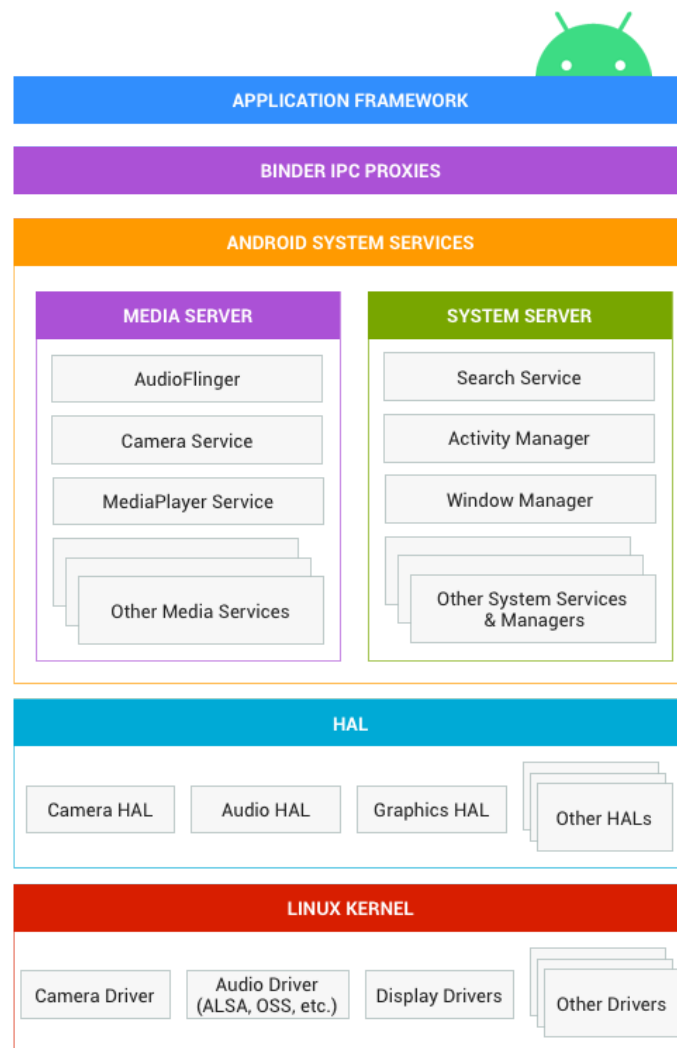 APPLICATION FRAMEWORK
BINDER IPC PROXIES
ANDROID SYSTEM SERVICES
MEDIA SERVER
AudioFlinger
Camera Service
MediaPlayer Service
Other Media Services
SYSTEM SERVER
Search Service
Activity Manager
Window Manager
Other System Services
& Managers
HAL
Camera HAL
Audio HAL
Graphics HAL
Other HALs
LINUX KERNEL
Camera Driver
Audio Driver
(ALSA, OSS, etc.)
Display Drivers
Other Drivers